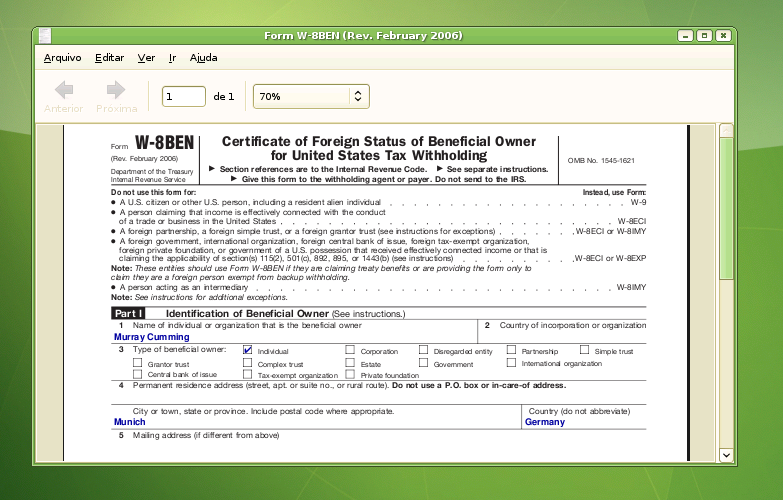 Form W-8BEN (Rev. February 2006)
Arquivo Editar Ver Ir Ajuda
Anterior Próxima 1 de 1 70%
Form W-8BEN
(Rev. February 2006)
Department of the Treasury
Internal Revenue Service
Certificate of Foreign Status of Beneficial Owner
for United States Tax Withholding
► Section references are to the Internal Revenue Code. ► See separate instructions.
► Give this form to the withholding agent or payer. Do not send to the IRS.
OMB No. 1545-1621
Do not use this form for: Instead, use Form:
● A U.S. citizen or other U.S. person, including a resident alien individual . . . . . . . . . . . . . . . W-9
● A person claiming that income is effectively connected with the conduct
of a trade or business in the United States . . . . . . . . . . . . . . . . . . . . . W-8ECI
● A foreign partnership, a foreign simple trust, or a foreign grantor trust (see instructions for exceptions) . . . . . . W-8ECI or W-8IMY
● A foreign government, international organization, foreign central bank of issue, foreign tax-exempt organization,
foreign private foundation, or government of a U.S. possession that received effectively connected income or that is
claiming the applicability of section(s) 115(2), 501(c), 892, 895, or 1443(b) (see instructions) . . . . . . . W-8ECI or W-8EXP
Note: These entities should use Form W-8BEN if they are claiming treaty benefits or are providing the form only to
claim they are a foreign person exempt from backup withholding.
● A person acting as an intermediary . . . . . . . . . . . . . . . . . . . . . . . W-8IMY
Note: See instructions for additional exceptions.
Part I Identification of Beneficial Owner (See instructions.)
1 Name of individual or organization that is the beneficial owner 2 Country of incorporation or organization
Murray Cumming
3 Type of beneficial owner: Individual Corporation Disregarded entity Partnership Simple trust
Grantor trust Complex trust Estate Government International organization
Central bank of issue Tax-exempt organization Private foundation
4 Permanent residence address (street, apt. or suite no., or rural route). Do not use a P.O. box or in-care-of address.
City or town, state or province. Include postal code where appropriate. Country (do not abbreviate)
Munich Germany
5 Mailing address (if different from above)